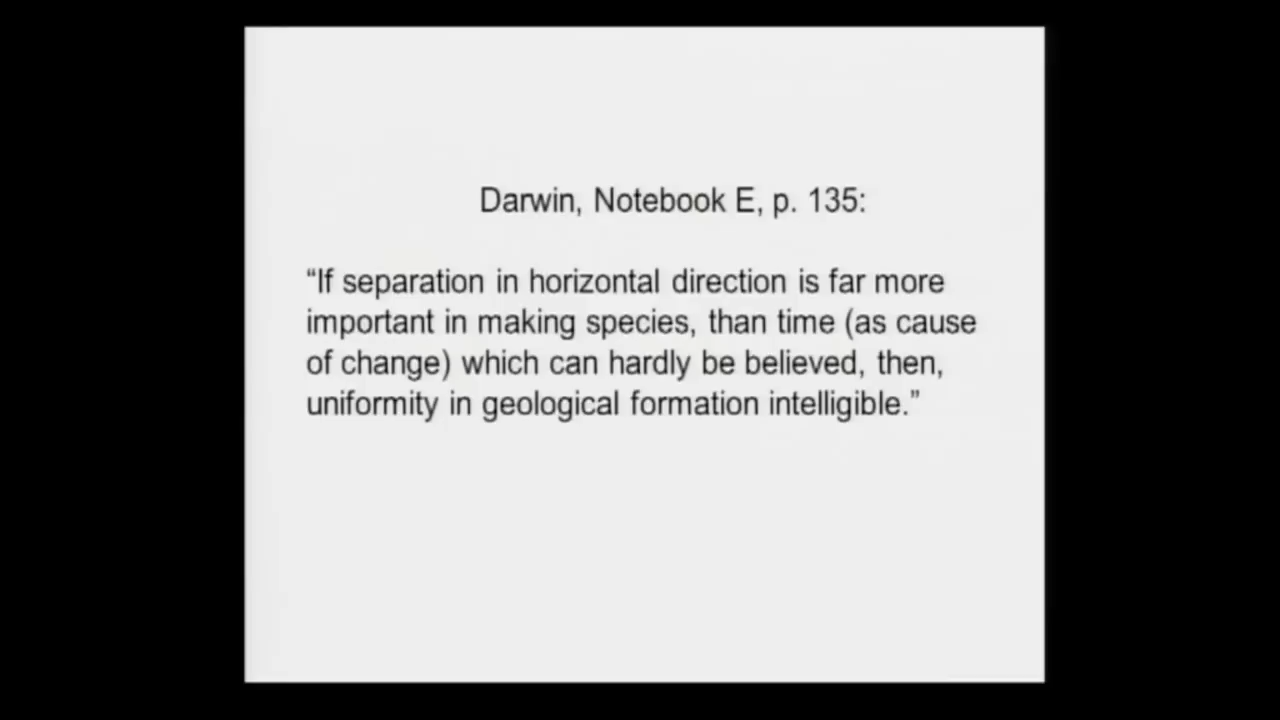 Darwin, Notebook E, p. 135:
“If separation in horizontal direction is far more
important in making species, than time (as cause
of change) which can hardly be believed, then,
uniformity in geological formation intelligible.”